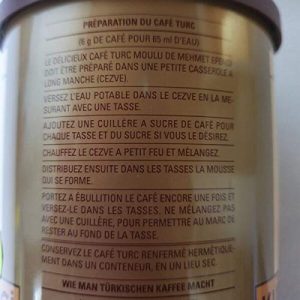 PRÉPARATION DU CAFÉ TURC
(6 g DE CAFÉ POUR 65 ml D'EAU)
LE DÉLICIEUX CAFÉ TURC MOULU DE MEHMET EFENDI
DOIT ÊTRE PRÉPARÉ DANS UNE PETITE CASSEROLE À
LONG MANCHE (CEZVE)
VERSEZ L'EAU POTABLE DANS LE CEZVE EN LA ME-
SURANT AVEC UNE TASSE.
AJOUTEZ UNE CUILLÈRE A SUCRE DE CAFÉ POUR
CHAQUE TASSE ET DU SUCRE SI VOUS LE DÉSIREZ.
CHAUFFEZ LE CEZVE A PETIT FEU ET MÉLANGEZ.
DISTRIBUEZ ENSUITE DANS LES TASSES LA MOUSSE
QUI SE FORME.
PORTEZ A ÉBULLITION LE CAFÉ ENCORE UNE FOIS ET
VERSEZ-LE DANS LES TASSES. NE MÉLANGEZ PAS
AVEC UNE CUILLÈRE, POUR PERMETTRE AU MARC DE
RESTER AU FOND DE LA TASSE.
CONSERVEZ LE CAFÉ TURC RENFERMÉ HERMÉTIQUE-
MENT DANS UN CONTENEUR, EN UN LIEU SEC.
WIE MAN TÜRKISCHEN KAFFEE MACHT